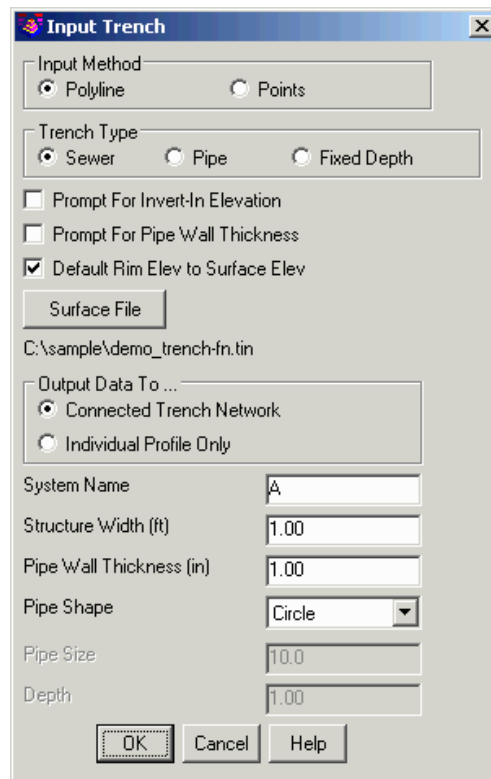 Input Trench
Input Method
Polyline Points
Trench Type
Sewer Pipe Fixed Depth
Prompt For Invert-In Elevation
Prompt For Pipe Wall Thickness
Default Rim Elev to Surface Elev
Surface File
C:\sample\demo_trench-fn.tin
Output Data To ...
Connected Trench Network
Individual Profile Only
System Name A
Structure Width (ft) 1.00
Pipe Wall Thickness (in) 1.00
Pipe Shape Circle
Pipe Size 10.0
Depth 1.00
OK Cancel Help